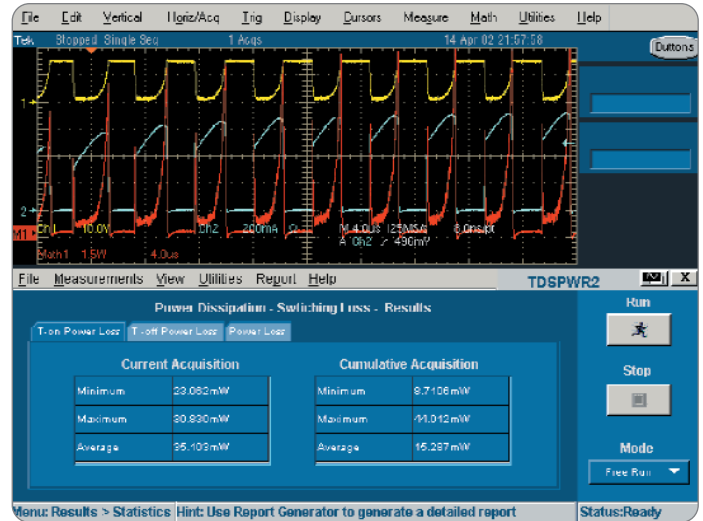 File Edit Vertical Horiz/Acq Trig Display Cursors Measure Math Utilities Help
Tek Stopped Single Seq 1 Acqs 14 Apr 02 21:57:58
Buttons
1
2
M1
Ch1 10.0V Ch2 200mA Ω M 4.0us 125MS/s 8.0ns/pt
A Ch2 490mV
Math1 1.5W 4.0us
File Measurements View Utilities Report Help TDSPWR2 X
Power Dissipation - Switching Loss - Results
T-on Power Loss T-off Power Loss Power Loss
Current Acquisition Cumulative Acquisition
Minimum 23.082mW Minimum 8.7106mW
Maximum 30.830mW Maximum 44.012mW
Average 35.103mW Average 15.297mW
Run
Stop
Mode
Free Run
Menu: Results > Statistics Hint: Use Report Generator to generate a detailed report Status:Ready